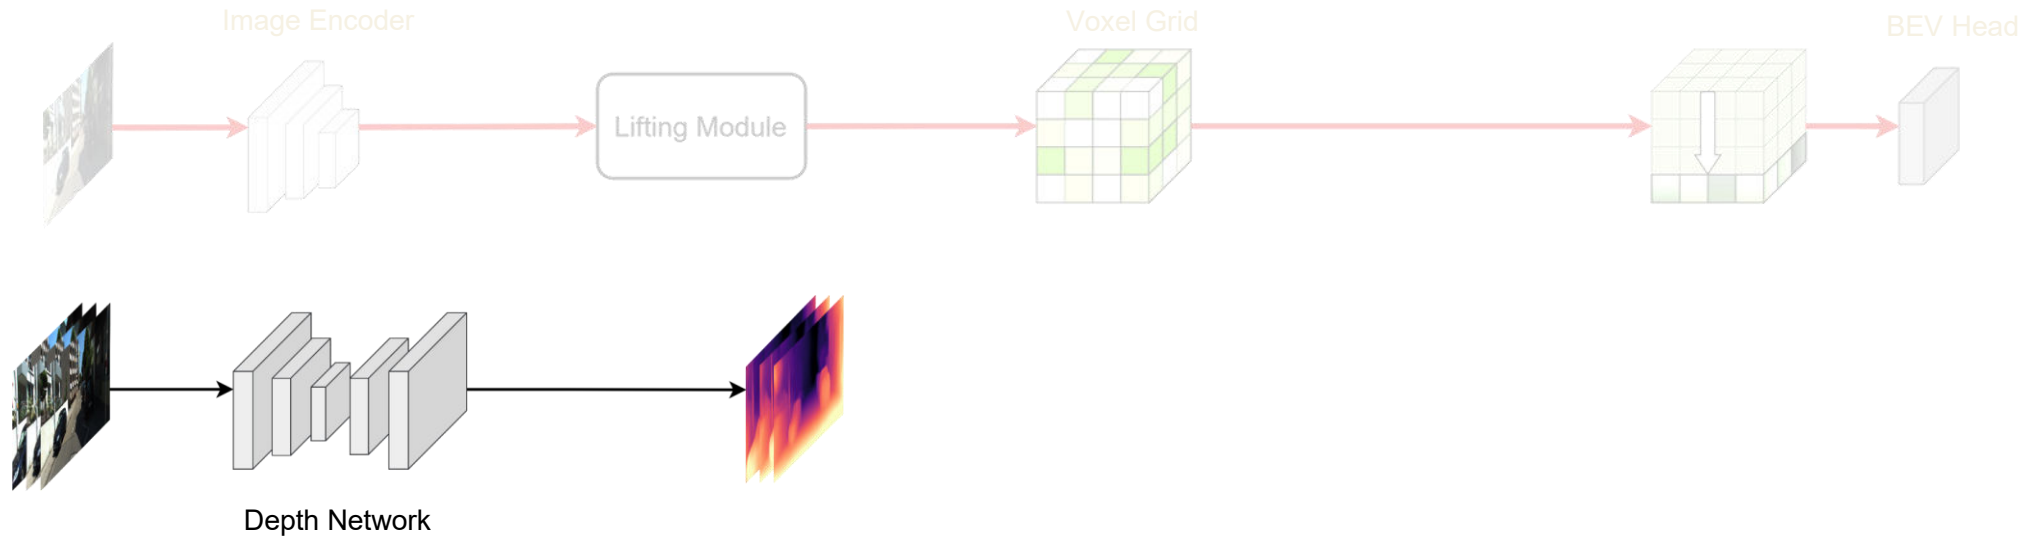 Image Encoder
Voxel Grid
BEV Head
Lifting Module
Depth Network